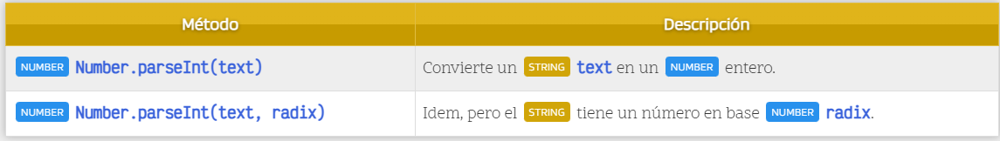 Método Descripción
NUMBER Number.parseInt(text) Convierte un STRING text en un NUMBER entero.
NUMBER Number.parseInt(text, radix) Idem, pero el STRING tiene un número en base NUMBER radix.